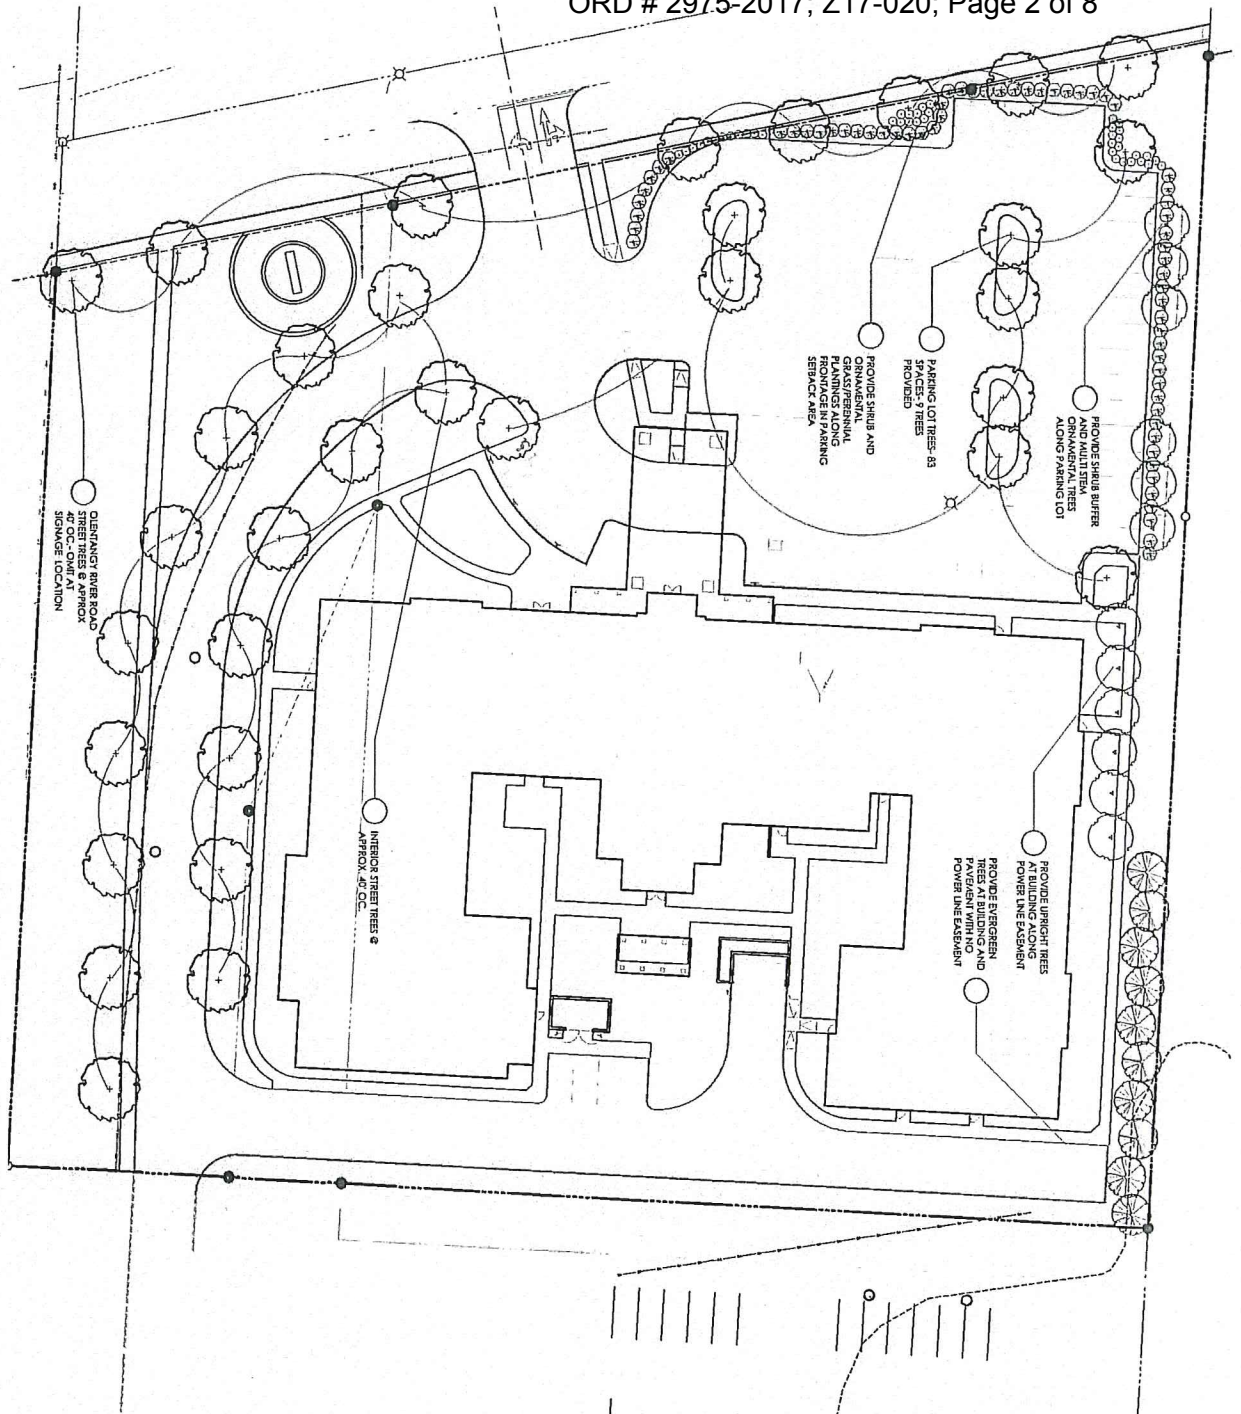 ORD # 2975-2017; Z17-020; Page 2 of 8
PROVIDE SHRUB BUFFER
AND MULTI STEM
ORNAMENTAL TREES
ALONG PARKING LOT
PARKING LOT TREES- 83
SPACES- 9 TREES
PROVIDED
PROVIDE SHRUB AND
ORNAMENTAL
GRASS/PERENNIAL
PLANTINGS ALONG
FRONTAGE IN PARKING
SETBACK AREA
OLENTANGY RIVER ROAD
STREET TREES @ APPROX
40' OC- OMIT AT
SIGNAGE LOCATION
INTERIOR STREET TREES @
APPROX. 40' OC.
PROVIDE UPRIGHT TREES
AT BUILDING ALONG
POWER LINE EASEMENT
PROVIDE EVERGREEN
TREES AT BUILDING AND
PAVEMENT WITH NO
POWER LINE EASEMENT